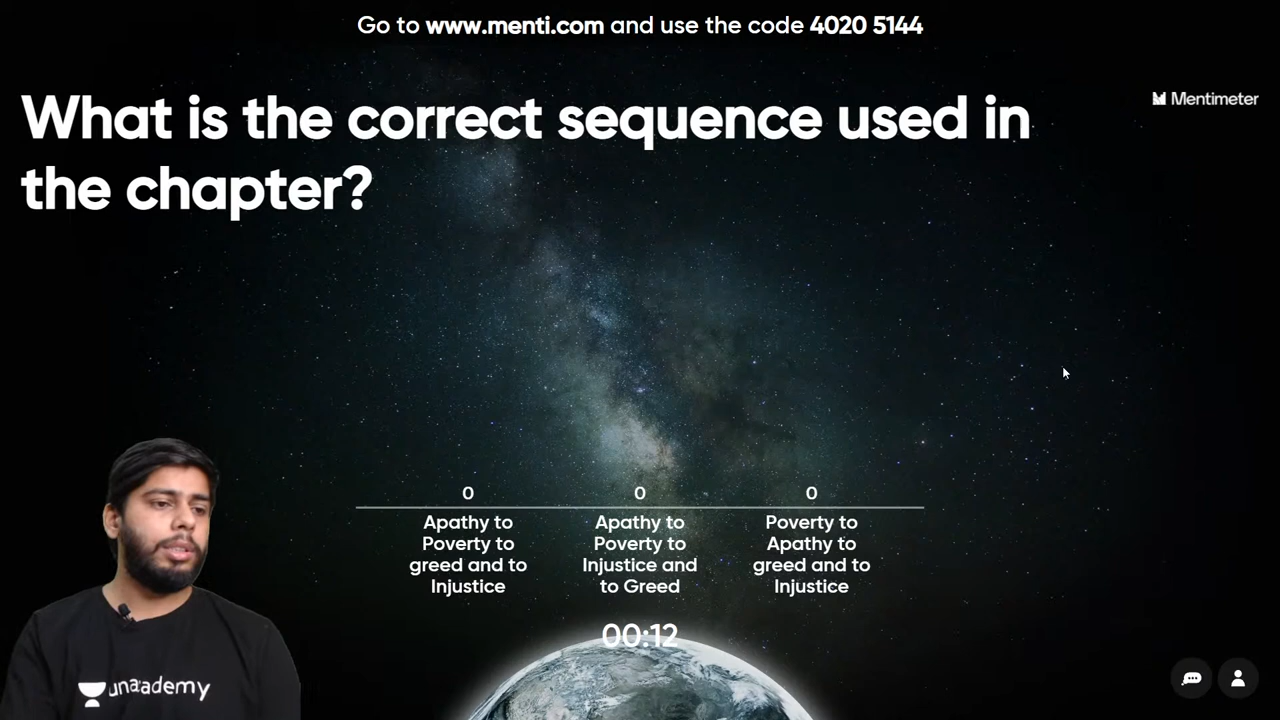 Go to www.menti.com and use the code 4020 5144
Mentimeter
What is the correct sequence used in
the chapter?
0
0
0
Apathy to
Poverty to
greed and to
Injustice
Apathy to
Poverty to
Injustice and
to Greed
Poverty to
Apathy to
greed and to
Injustice
00:12
unacademy